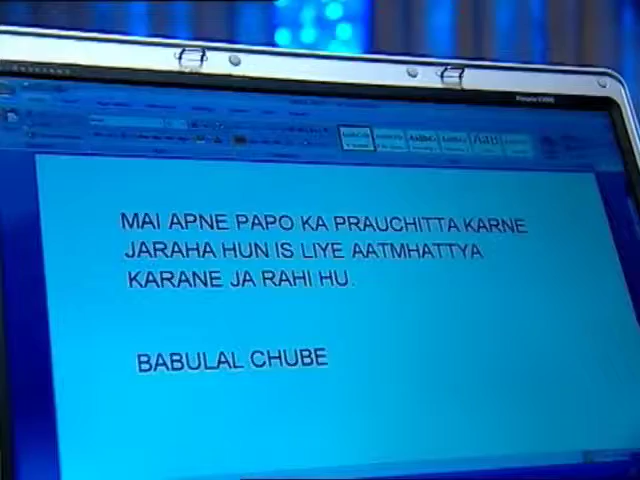 MAI APNE PAPO KA PRAUCHITTA KARNE
JARAHA HUN IS LIYE AATMHATTYA
KARANE JA RAHI HU.
BABULAL CHUBE